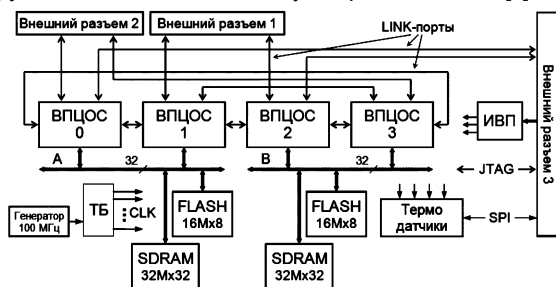 Внешний разъем 2
Внешний разъем 1
LINK-порты
ВПЦОС
0
ВПЦОС
1
ВПЦОС
2
ВПЦОС
3
ИВП
Внешний разъем 3
A
32
B
32
JTAG
Генератор
100 МГц
ТБ
CLK
FLASH
16Mx8
FLASH
16Mx8
Термо
датчики
SPI
SDRAM
32Mx32
SDRAM
32Mx32